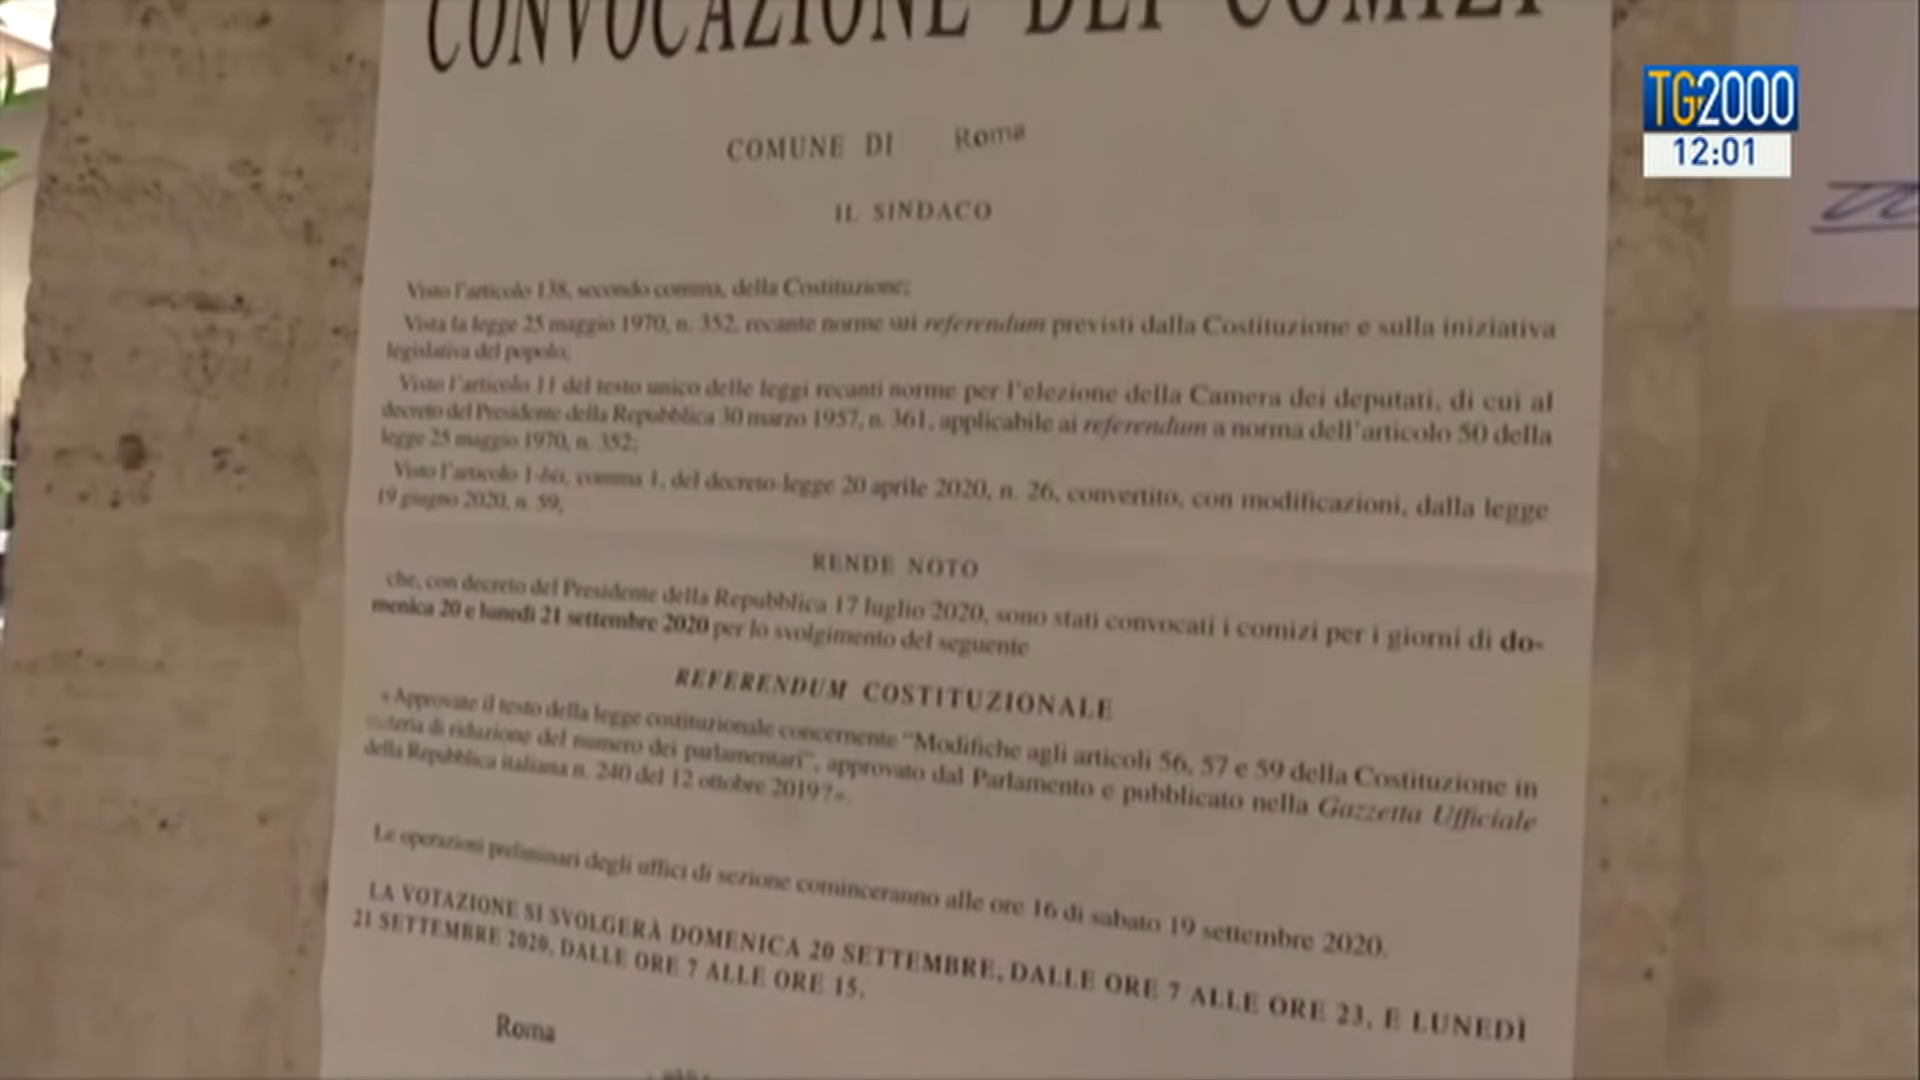 CONVOCAZIONE DEI COMIZI
TG2000
12:01
COMUNE DI Roma
IL SINDACO
Visto l'articolo 138, secondo comma, della Costituzione;
Vista la legge 25 maggio 1970, n. 352, recante norme sui referendum previsti dalla Costituzione e sulla iniziativa
legislativa del popolo;
Visto l'articolo 11 del testo unico delle leggi recanti norme per l'elezione della Camera dei deputati, di cui al
decreto del Presidente della Repubblica 30 marzo 1957, n. 361, applicabile ai referendum a norma dell'articolo 50 della
legge 25 maggio 1970, n. 352;
Visto l'articolo 1-bis, comma 1, del decreto-legge 20 aprile 2020, n. 26, convertito, con modificazioni, dalla legge
19 giugno 2020, n. 59;
RENDE NOTO
che, con decreto del Presidente della Repubblica 17 luglio 2020, sono stati convocati i comizi per i giorni di do-
menica 20 e lunedì 21 settembre 2020 per lo svolgimento del seguente
REFERENDUM COSTITUZIONALE
«Approvate il testo della legge costituzionale concernente "Modifiche agli articoli 56, 57 e 59 della Costituzione in
materia di riduzione del numero dei parlamentari", approvato dal Parlamento e pubblicato nella Gazzetta Ufficiale
della Repubblica italiana n. 240 del 12 ottobre 2019?».
Le operazioni preliminari degli uffici di sezione cominceranno alle ore 16 di sabato 19 settembre 2020.
LA VOTAZIONE SI SVOLGERÀ DOMENICA 20 SETTEMBRE, DALLE ORE 7 ALLE ORE 23, E LUNEDÌ
21 SETTEMBRE 2020, DALLE ORE 7 ALLE ORE 15.
Roma